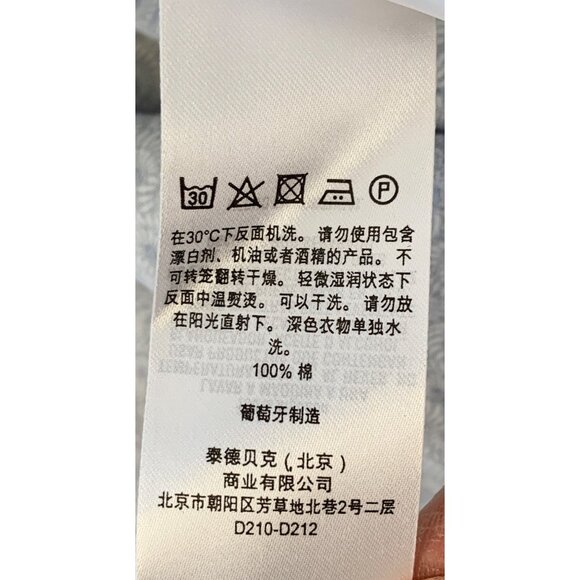 30 P
在30°C下反面机洗。请勿使用包含
漂白剂、机油或者酒精的产品。不
可转笼翻转干燥。轻微湿润状态下
反面中温熨烫。可以干洗。请勿放
在阳光直射下。深色衣物单独水
洗。
100% 棉
葡萄牙制造
泰德贝克（北京）
商业有限公司
北京市朝阳区芳草地北巷2号二层
D210-D212